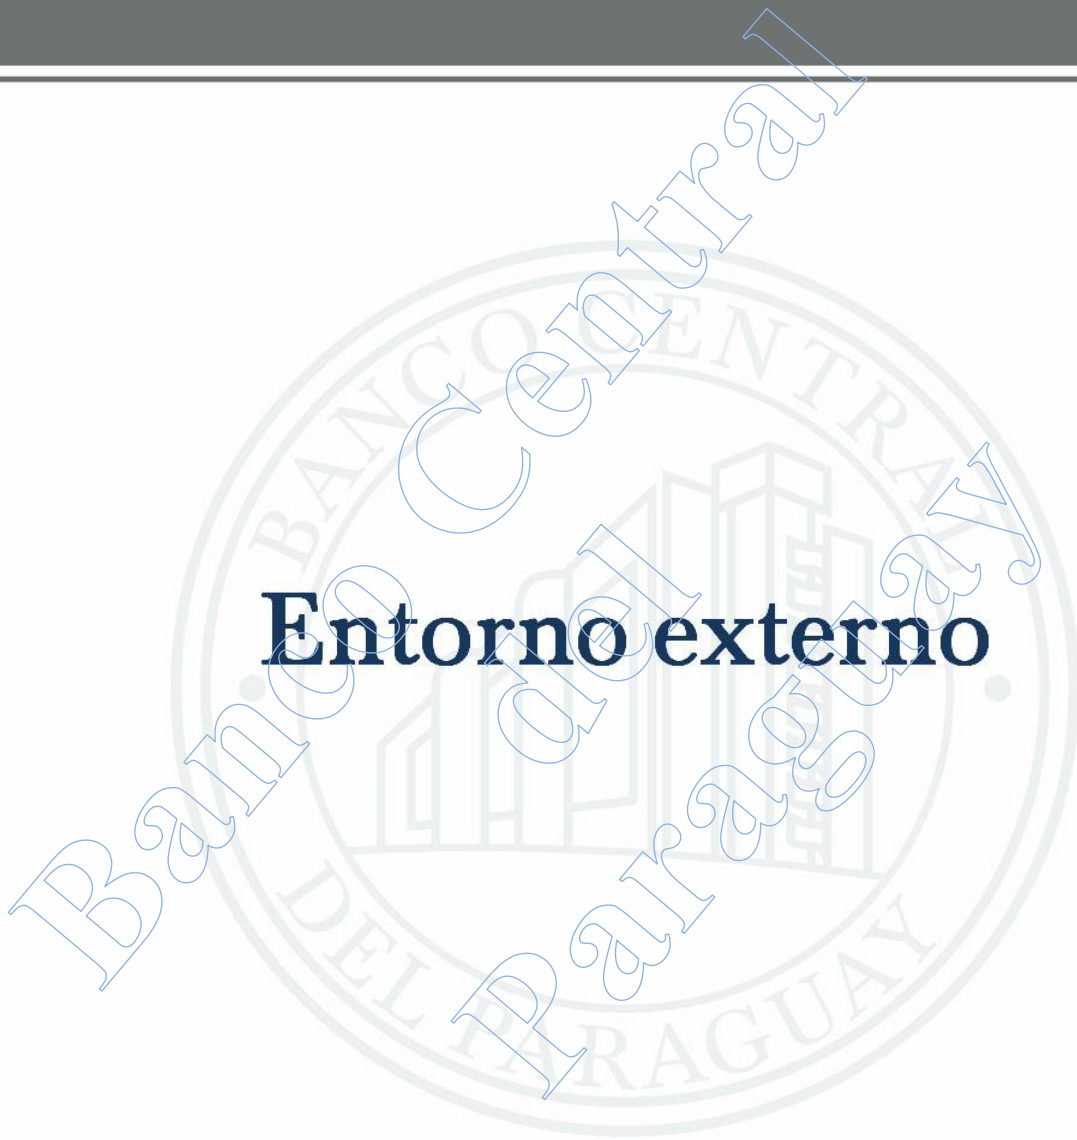 BANCO CENTRAL
Entorno externo
DEL PARAGUAY
Banco Central
del
Paraguay